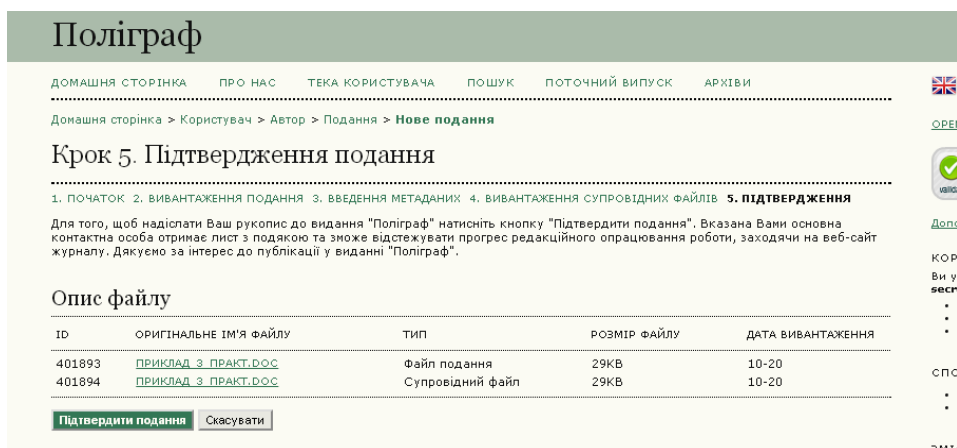 Поліграф
ДОМАШНЯ СТОРІНКА ПРО НАС ТЕКА КОРИСТУВАЧА ПОШУК ПОТОЧНИЙ ВИПУСК АРХІВИ
Домашня сторінка > Користувач > Автор > Подання > Нове подання
Крок 5. Підтвердження подання
1. ПОЧАТОК 2. ВИВАНТАЖЕННЯ ПОДАННЯ 3. ВВЕДЕННЯ МЕТАДАНИХ 4. ВИВАНТАЖЕННЯ СУПРОВІДНИХ ФАЙЛІВ 5. ПІДТВЕРДЖЕННЯ
Для того, щоб надіслати Ваш рукопис до видання "Поліграф" натисніть кнопку "Підтвердити подання". Вказана Вами основна
контактна особа отримає лист з подякою та зможе відстежувати прогрес редакційного опрацювання роботи, заходячи на веб-сайт
журналу. Дякуємо за інтерес до публікації у виданні "Поліграф".
Опис файлу
ID ОРИГІНАЛЬНЕ ІМ'Я ФАЙЛУ ТИП РОЗМІР ФАЙЛУ ДАТА ВИВАНТАЖЕННЯ
401893 ПРИКЛАД_З_ПРАКТ.DOC Файл подання 29KB 10-20
401894 ПРИКЛАД_З_ПРАКТ.DOC Супровідний файл 29KB 10-20
Підтвердити подання Скасувати
Ви у